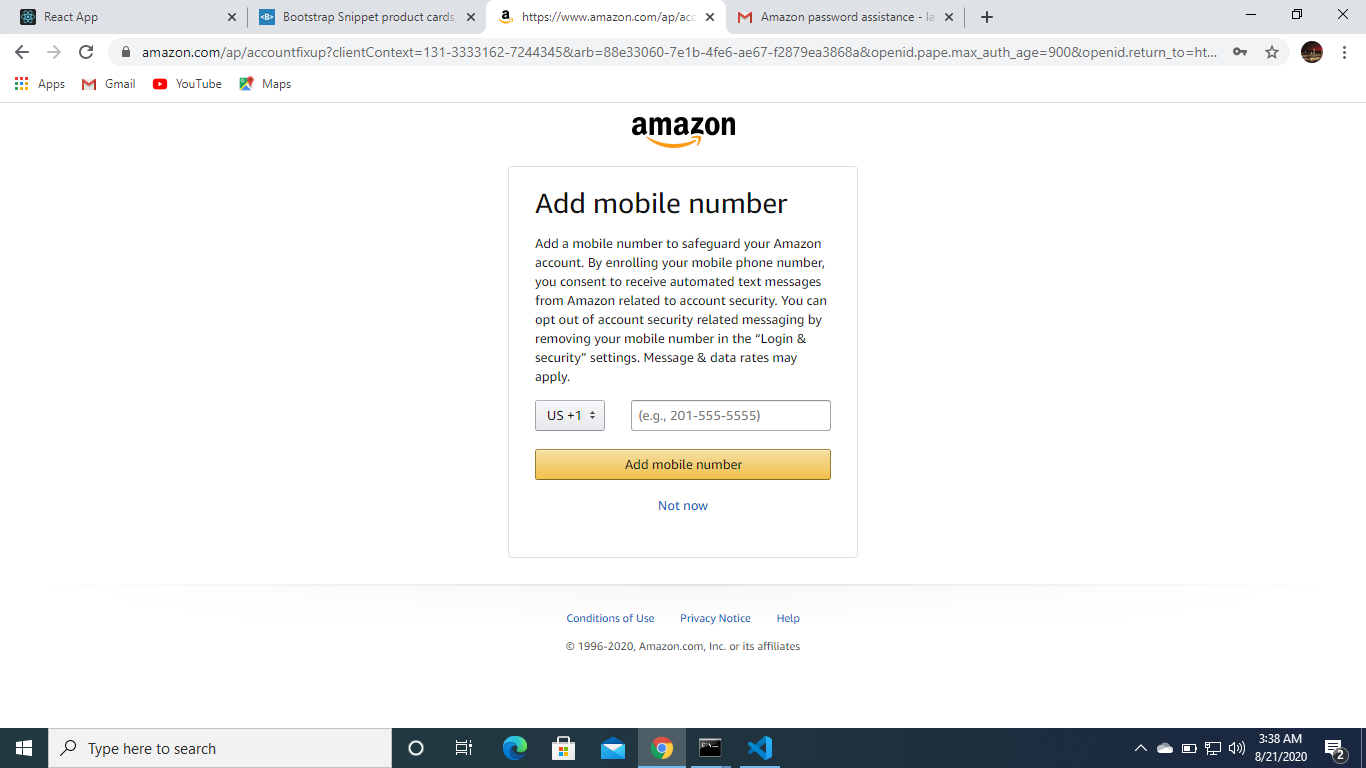 React App
Bootstrap Snippet product cards,
https://www.amazon.com/ap/acc
Amazon password assistance - la
amazon.com/ap/accountfixup?clientContext=131-3333162-7244345&arb=88e33060-7e1b-4fe6-ae67-f2879ea3868a&openid.pape.max_auth_age=900&openid.return_to=ht...
Apps
Gmail
YouTube
Maps
amazon
Add mobile number
Add a mobile number to safeguard your Amazon
account. By enrolling your mobile phone number,
you consent to receive automated text messages
from Amazon related to account security. You can
opt out of account security related messaging by
removing your mobile number in the “Login &
security” settings. Message & data rates may
apply.
US +1
(e.g., 201-555-5555)
Add mobile number
Not now
Conditions of Use
Privacy Notice
Help
© 1996-2020, Amazon.com, Inc. or its affiliates
Type here to search
3:38 AM
8/21/2020
2